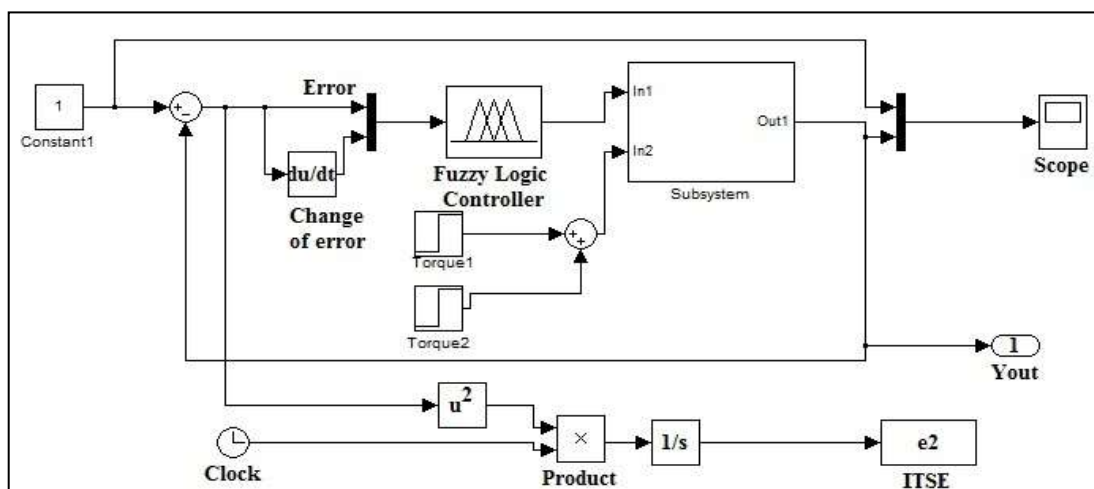 1
Constant1
+
−
Error
du/dt
Change
of error
Fuzzy Logic
Controller
In1
In2
Out1
Subsystem
Scope
Torque1
+
+
Torque2
1
Yout
u²
Clock
×
Product
1/s
e2
ITSE